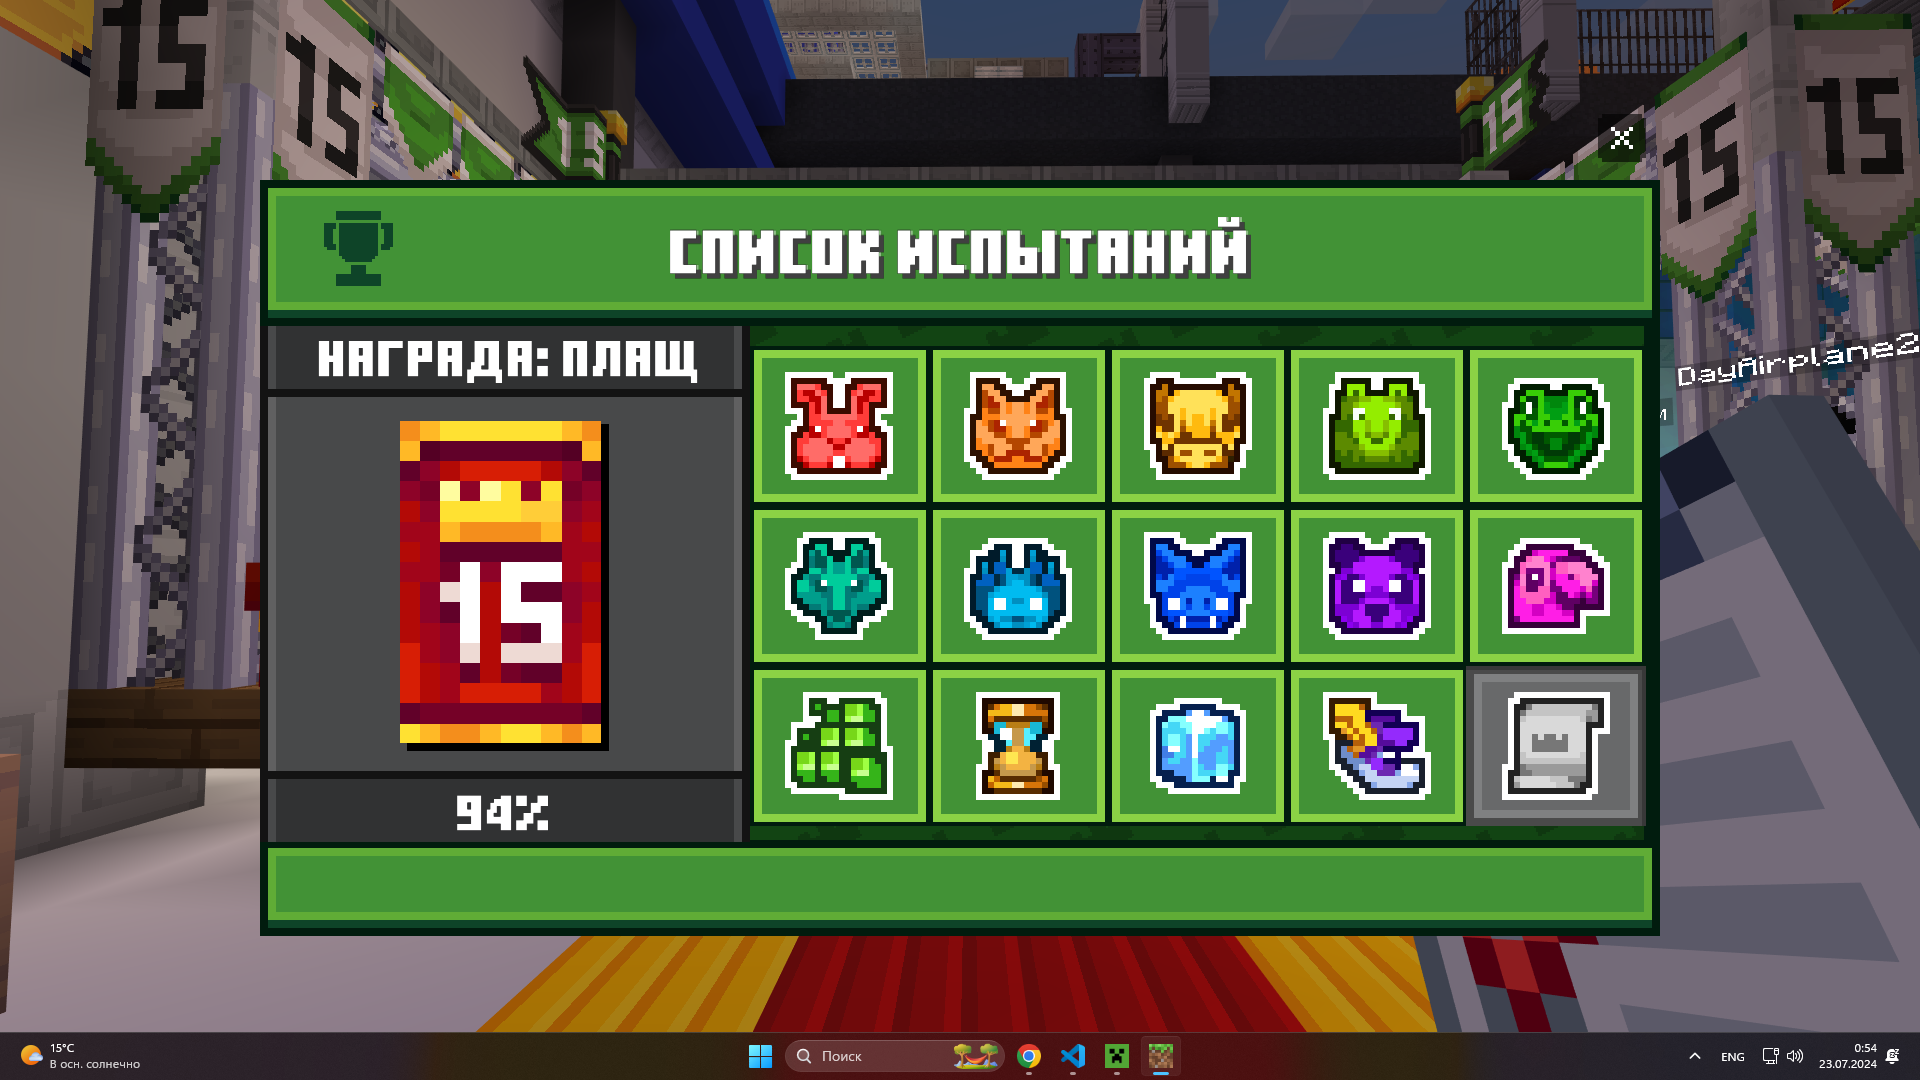 15
15
15
15
15
15
СПИСОК ИСПЫТАНИЙ
НАГРАДА: ПЛАЩ
DayAirplane2
15
94%
15°C
В осн. солнечно
Поиск
ENG
0:54
23.07.2024